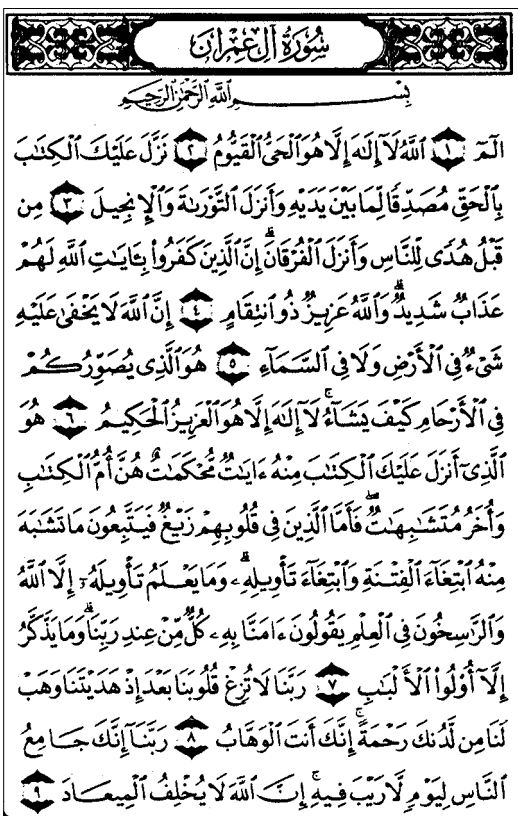 سُورَةُ آلِ عِمْرَانَ
بِسْمِ اللَّهِ الرَّحْمَٰنِ الرَّحِيمِ
الٓمٓ ١ ٱللَّهُ لَآ إِلَٰهَ إِلَّا هُوَ ٱلْحَىُّ ٱلْقَيُّومُ ٢ نَزَّلَ عَلَيْكَ ٱلْكِتَٰبَ
بِٱلْحَقِّ مُصَدِّقًا لِّمَا بَيْنَ يَدَيْهِ وَأَنزَلَ ٱلتَّوْرَىٰةَ وَٱلْإِنجِيلَ ٣ مِن
قَبْلُ هُدًى لِّلنَّاسِ وَأَنزَلَ ٱلْفُرْقَانَ ۗ إِنَّ ٱلَّذِينَ كَفَرُوا۟ بِـَٔايَٰتِ ٱللَّهِ لَهُمْ
عَذَابٌ شَدِيدٌ ۗ وَٱللَّهُ عَزِيزٌ ذُو ٱنتِقَامٍ ٤ إِنَّ ٱللَّهَ لَا يَخْفَىٰ عَلَيْهِ
شَىْءٌ فِى ٱلْأَرْضِ وَلَا فِى ٱلسَّمَآءِ ٥ هُوَ ٱلَّذِى يُصَوِّرُكُمْ
فِى ٱلْأَرْحَامِ كَيْفَ يَشَآءُ ۚ لَآ إِلَٰهَ إِلَّا هُوَ ٱلْعَزِيزُ ٱلْحَكِيمُ ٦ هُوَ
ٱلَّذِىٓ أَنزَلَ عَلَيْكَ ٱلْكِتَٰبَ مِنْهُ ءَايَٰتٌ مُّحْكَمَٰتٌ هُنَّ أُمُّ ٱلْكِتَٰبِ
وَأُخَرُ مُتَشَٰبِهَٰتٌ ۖ فَأَمَّا ٱلَّذِينَ فِى قُلُوبِهِمْ زَيْغٌ فَيَتَّبِعُونَ مَا تَشَٰبَهَ
مِنْهُ ٱبْتِغَآءَ ٱلْفِتْنَةِ وَٱبْتِغَآءَ تَأْوِيلِهِۦ ۗ وَمَا يَعْلَمُ تَأْوِيلَهُۥٓ إِلَّا ٱللَّهُ
وَٱلرَّٰسِخُونَ فِى ٱلْعِلْمِ يَقُولُونَ ءَامَنَّا بِهِۦ كُلٌّ مِّنْ عِندِ رَبِّنَا ۗ وَمَا يَذَّكَّرُ
إِلَّآ أُو۟لُوا۟ ٱلْأَلْبَٰبِ ٧ رَبَّنَا لَا تُزِغْ قُلُوبَنَا بَعْدَ إِذْ هَدَيْتَنَا وَهَبْ
لَنَا مِن لَّدُنكَ رَحْمَةً ۚ إِنَّكَ أَنتَ ٱلْوَهَّابُ ٨ رَبَّنَآ إِنَّكَ جَامِعُ
ٱلنَّاسِ لِيَوْمٍ لَّا رَيْبَ فِيهِ ۚ إِنَّ ٱللَّهَ لَا يُخْلِفُ ٱلْمِيعَادَ ٩